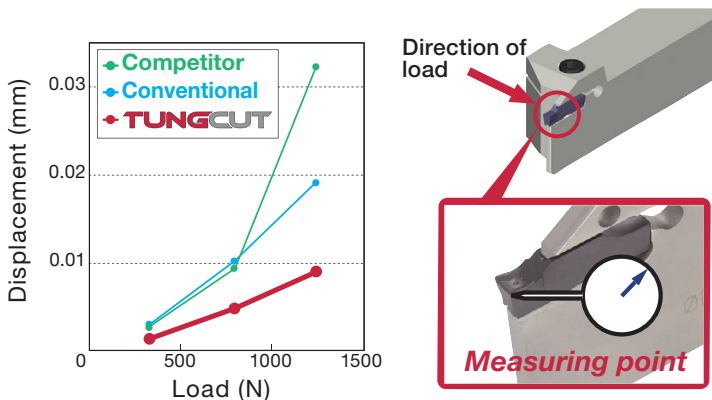 Displacement (mm)
0.03
0.02
0.01
0
500
1000
1500
Load (N)
Competitor
Conventional
TUNGCUT
Direction of
load
Measuring point